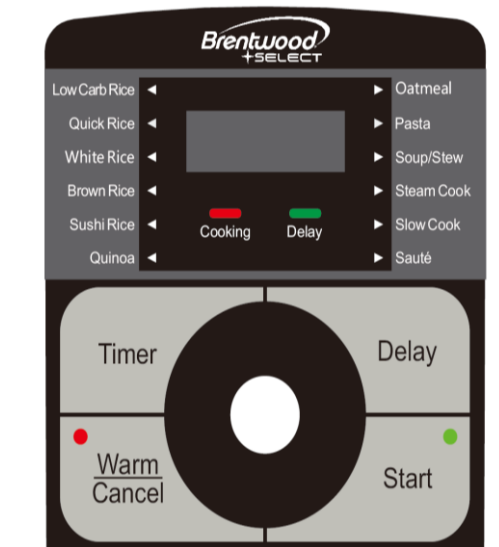 Brentwood
+SELECT
Low Carb Rice
Quick Rice
White Rice
Brown Rice
Sushi Rice
Quinoa
Oatmeal
Pasta
Soup/Stew
Steam Cook
Slow Cook
Sauté
Cooking
Delay
Timer
Delay
Warm
Cancel
Start